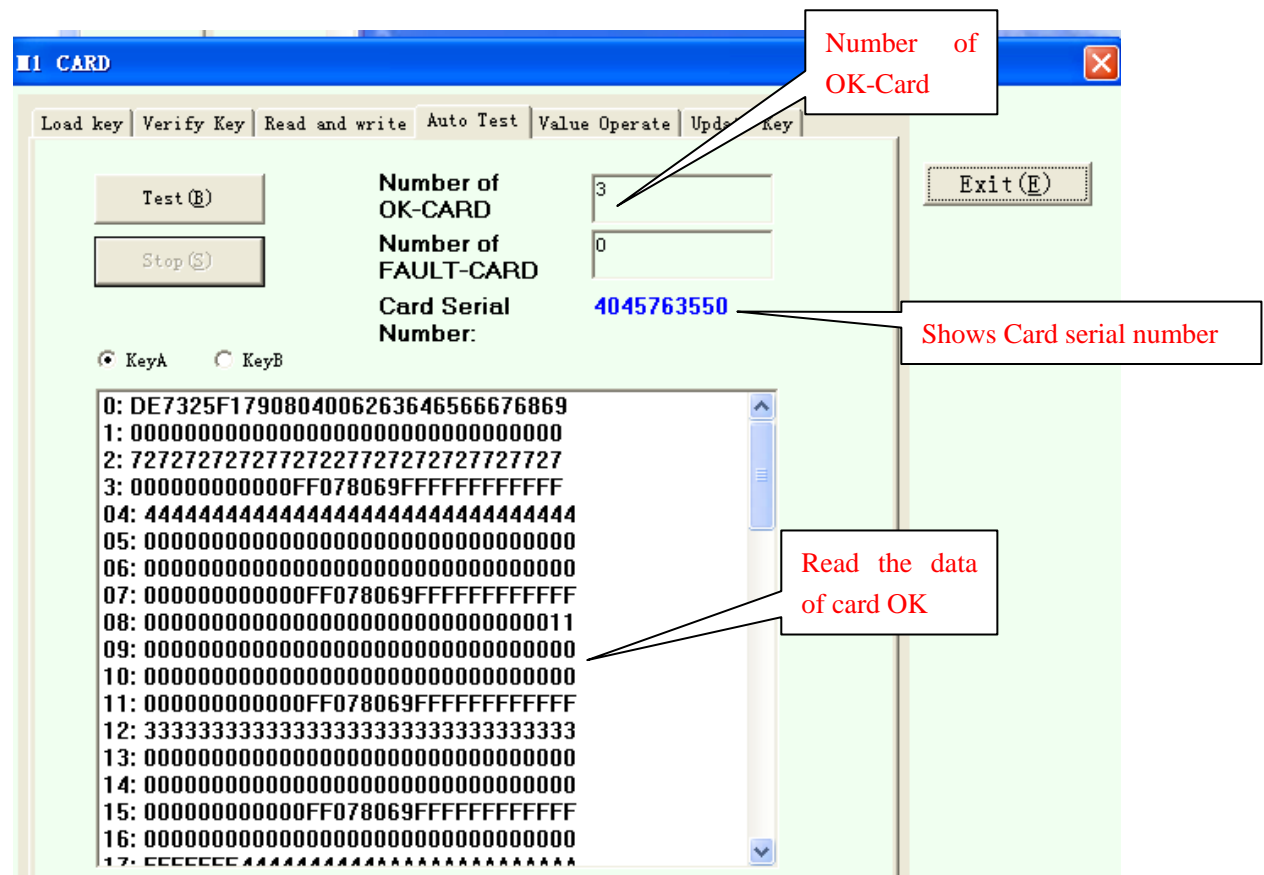 Number of
OK-Card
M1 CARD
Load key
Verify Key
Read and write
Auto Test
Value Operate
Update Key
Test(B)
Number of
OK-CARD
3
Exit(E)
Stop(S)
Number of
FAULT-CARD
0
Card Serial
Number:
4045763550
Shows Card serial number
KeyA
KeyB
0: DE7325F1790804006263646566676869
1: 00000000000000000000000000000000
2: 72727272727727227727272727727727
3: 000000000000FF078069FFFFFFFFFFFF
04: 44444444444444444444444444444444
05: 00000000000000000000000000000000
06: 00000000000000000000000000000000
07: 000000000000FF078069FFFFFFFFFFFF
08: 00000000000000000000000000000011
09: 00000000000000000000000000000000
10: 00000000000000000000000000000000
11: 000000000000FF078069FFFFFFFFFFFF
12: 33333333333333333333333333333333
13: 00000000000000000000000000000000
14: 00000000000000000000000000000000
15: 000000000000FF078069FFFFFFFFFFFF
16: 00000000000000000000000000000000
17:
Read the data
of card OK